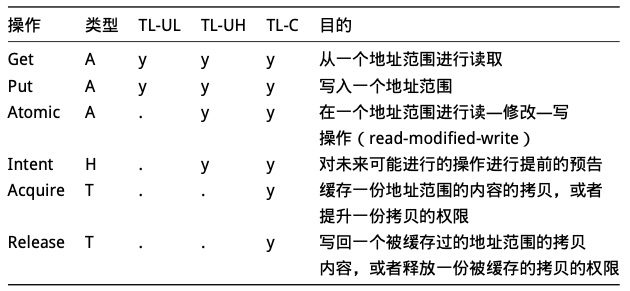 操作 类型 TL-UL TL-UH TL-C 目的
Get A y y y 从一个地址范围进行读取
Put A y y y 写入一个地址范围
Atomic A . y y 在一个地址范围进行读—修改—写
操作（read-modified-write）
Intent H . y y 对未来可能进行的操作进行提前的预告
Acquire T . . y 缓存一份地址范围的内容的拷贝，或者
提升一份拷贝的权限
Release T . . y 写回一个被缓存过的地址范围的拷贝
内容，或者释放一份被缓存的拷贝的权限